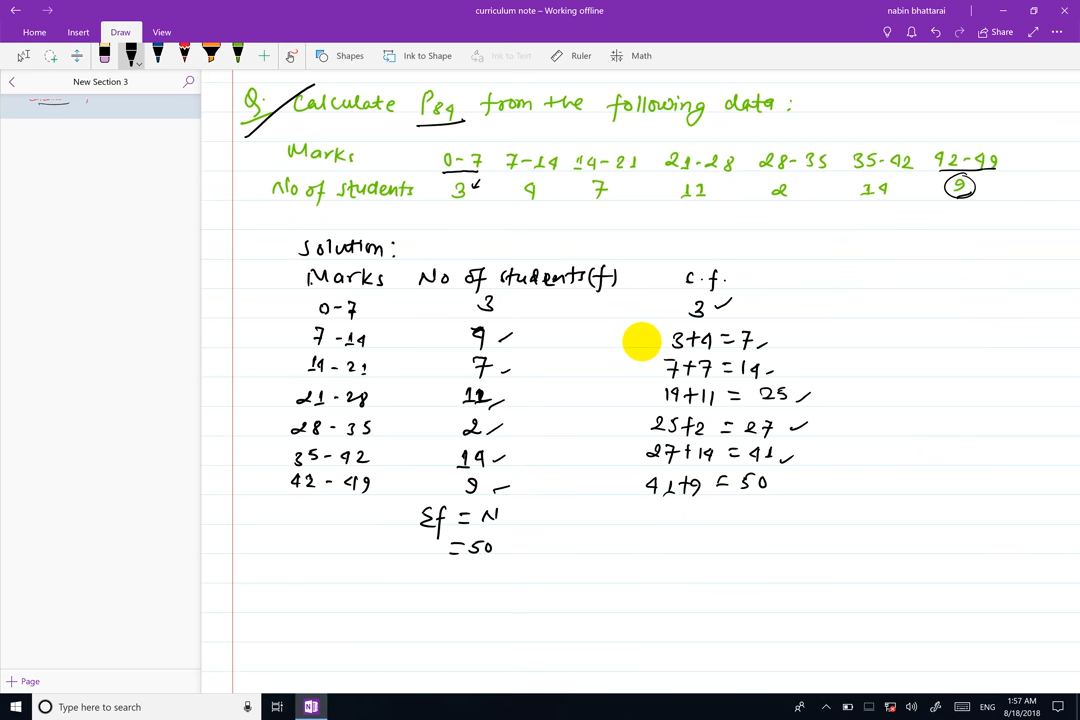 curriculum note – Working offline
nabin bhattarai
Home Insert Draw View
Share
Shapes Ink to Shape Ink to Text Ruler Math
New Section 3
Q. Calculate P84 from the following data:
Marks 0-7 7-14 14-21 21-28 28-35 35-42 42-49
No of students 3 4 7 11 2 14 9
Solution:
Marks No of students(f) c.f.
0-7 3 3
7-14 4 3+4=7
14-21 7 7+7=14
21-28 11 14+11=25
28-35 2 25+2=27
35-42 14 27+14=41
42-49 9 41+9=50
Σf = N
=50
Page
Type here to search
ENG
1:57 AM
8/18/2018